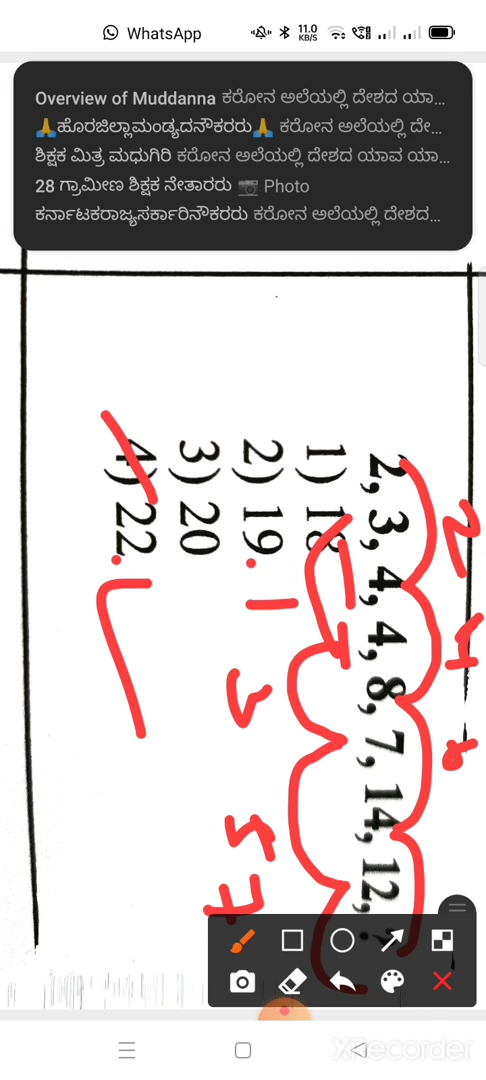 WhatsApp
11.0
KB/S
Overview of Muddanna ಕರೋನ ಅಲೆಯಲ್ಲಿ ದೇಶದ ಯಾ...
🙏ಹೊರಜಿಲ್ಲಾಮಂಡ್ಯದನೌಕರರು🙏 ಕರೋನ ಅಲೆಯಲ್ಲಿ ದೇ...
ಶಿಕ್ಷಕ ಮಿತ್ರ ಮಧುಗಿರಿ ಕರೋನ ಅಲೆಯಲ್ಲಿ ದೇಶದ ಯಾವ ಯಾ...
28 ಗ್ರಾಮೀಣ ಶಿಕ್ಷಕ ನೇತಾರರು 📷 Photo
ಕರ್ನಾಟಕರಾಜ್ಯಸರ್ಕಾರಿನೌಕರರು ಕರೋನ ಅಲೆಯಲ್ಲಿ ದೇಶದ...
2 4 6
2, 3, 4, 4, 8, 7, 14, 12, ?
1) 18
1 3 5 7
2) 19
3) 20
4) 22
XRecorder